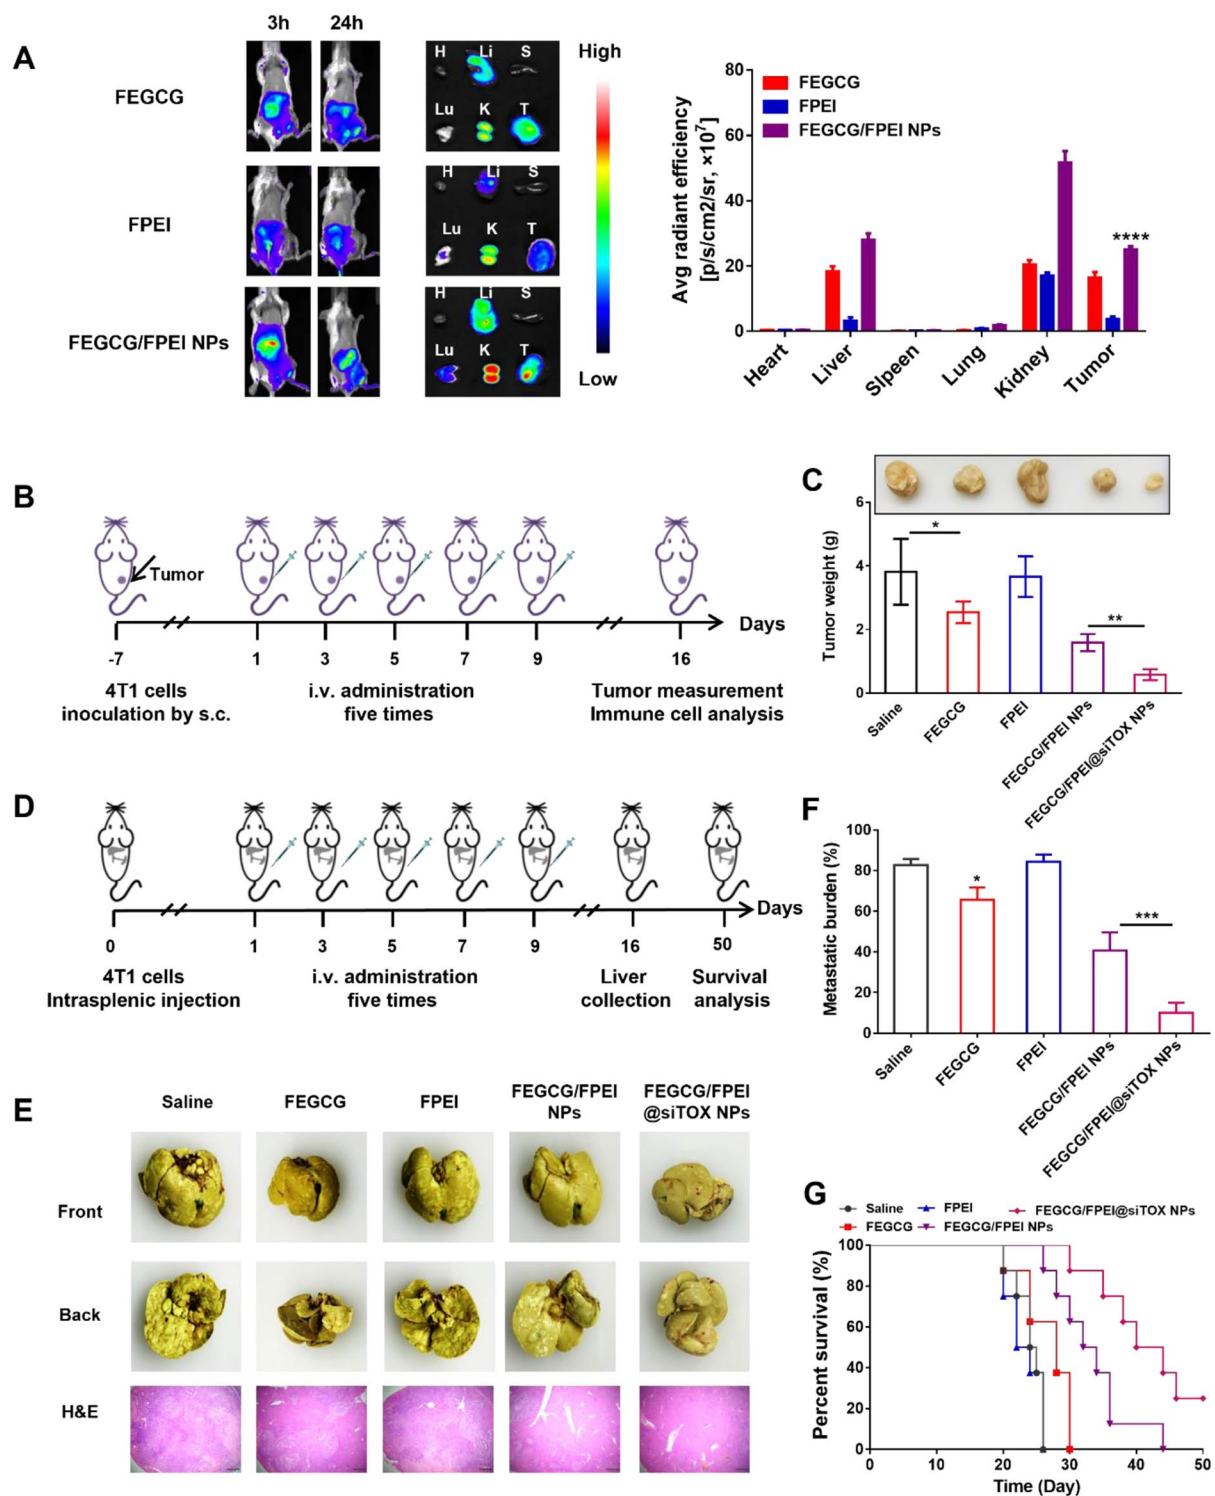 A
3h 24h
FEGCG
FPEI
FEGCG/FPEI NPs
H Li S
Lu K T
H Li S
Lu K T
H Li S
Lu K T
High
Low
Avg radiant efficiency
[p/s/cm2/sr, ×10⁷]
80
60
40
20
0
FEGCG
FPEI
FEGCG/FPEI NPs
****
Heart Liver Slpeen Lung Kidney Tumor
B
Tumor
Days
-7 1 3 5 7 9 16
4T1 cells
inoculation by s.c.
i.v. administration
five times
Tumor measurement
Immune cell analysis
C
Tumor weight (g)
6
4
2
0
*
**
Saline FEGCG FPEI FEGCG/FPEI NPs FEGCG/FPEI@siTOX NPs
D
Days
0 1 3 5 7 9 16 50
4T1 cells
Intrasplenic injection
i.v. administration
five times
Liver
collection
Survival
analysis
F
Metastatic burden (%)
100
80
60
40
20
0
*
***
Saline FEGCG FPEI FEGCG/FPEI NPs FEGCG/FPEI@siTOX NPs
E
Saline FEGCG FPEI FEGCG/FPEI
NPs
FEGCG/FPEI
@siTOX NPs
Front
Back
H&E
G
Saline FPEI FEGCG/FPEI@siTOX NPs
FEGCG FEGCG/FPEI NPs
Percent survival (%)
100
80
60
40
20
0
0 10 20 30 40 50
Time (Day)